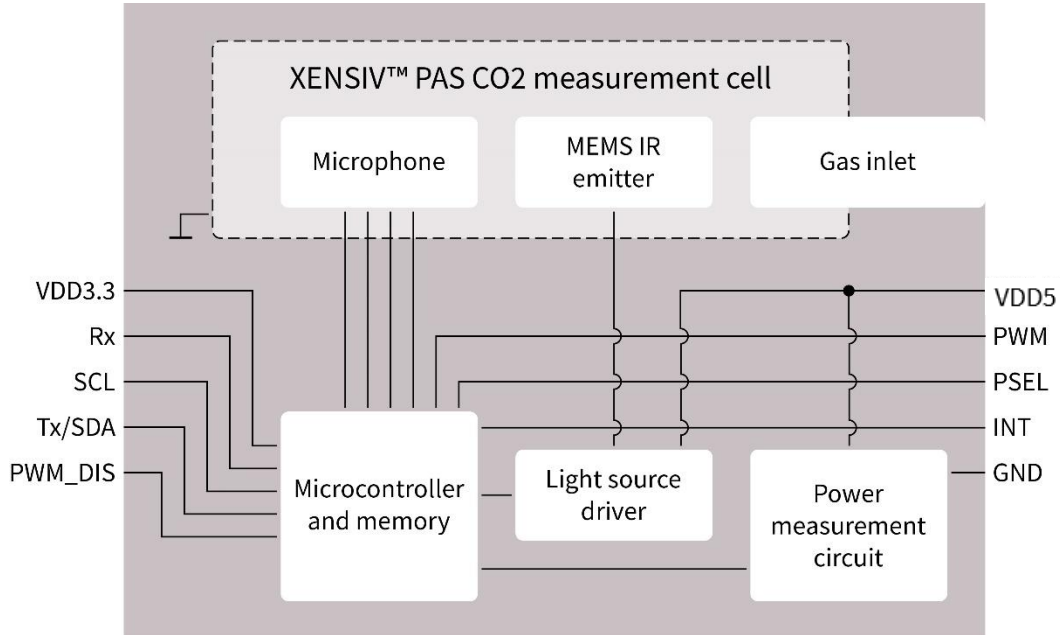 XENSIV™ PAS CO2 measurement cell
Microphone
MEMS IR
emitter
Gas inlet
VDD3.3
Rx
SCL
Tx/SDA
PWM_DIS
VDD5
PWM
PSEL
INT
GND
Microcontroller
and memory
Light source
driver
Power
measurement
circuit